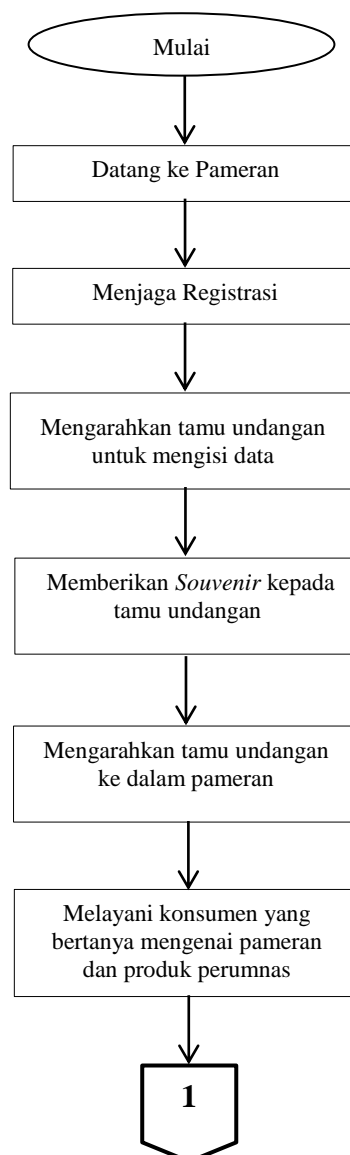 Mulai
Datang ke Pameran
Menjaga Registrasi
Mengarahkan tamu undangan
untuk mengisi data
Memberikan Souvenir kepada
tamu undangan
Mengarahkan tamu undangan
ke dalam pameran
Melayani konsumen yang
bertanya mengenai pameran
dan produk perumnas
1